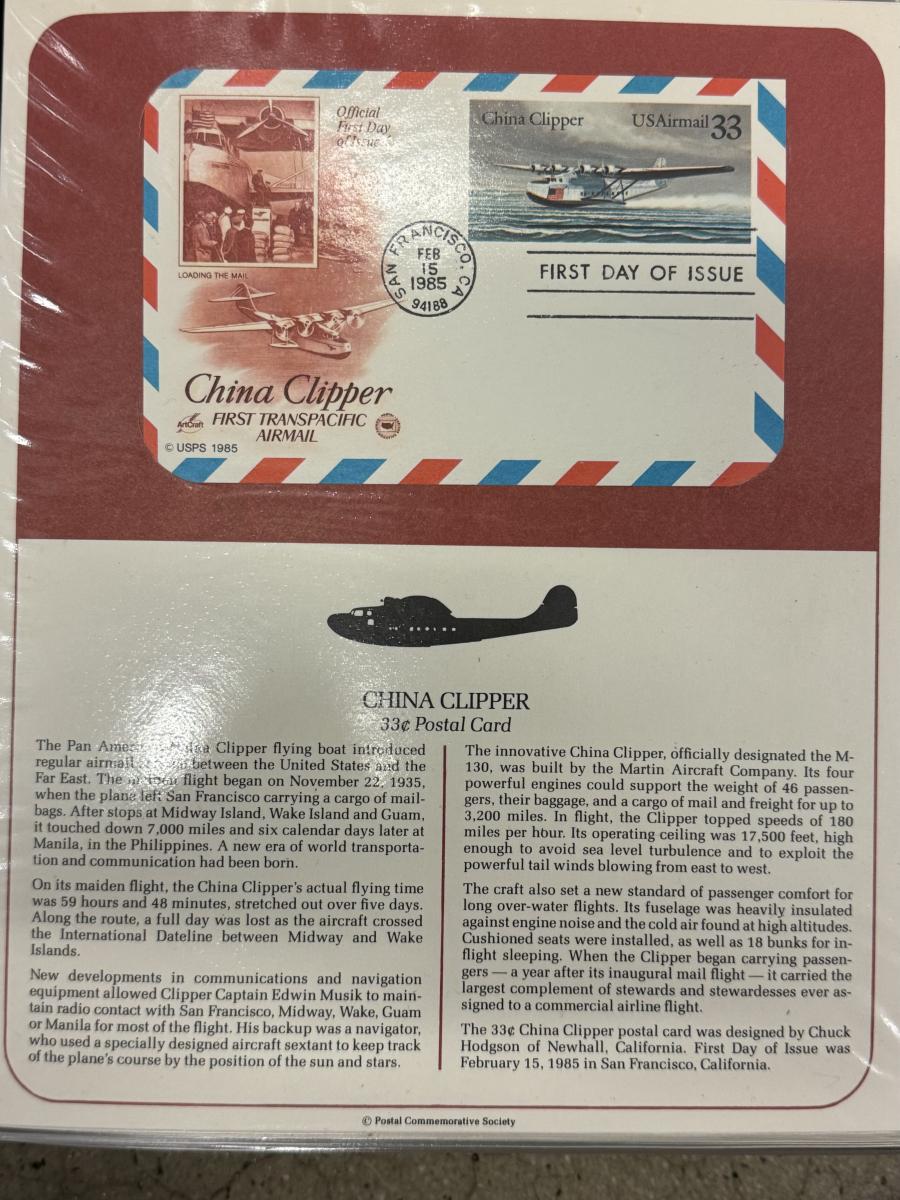 Official
First Day
of Issue
China Clipper
USAirmail 33
LOADING THE MAIL
SAN FRANCISCO, CA
FEB
15
1985
94188
FIRST DAY OF ISSUE
China Clipper
ArtCraft
FIRST TRANSPACIFIC
AIRMAIL
© USPS 1985
CHINA CLIPPER
33¢ Postal Card
The Pan Clipper flying boat introduced
regular airmail between the United States and the
Far East. The flight began on November 22, 1935,
when the plane left San Francisco carrying a cargo of mail-
bags. After stops at Midway Island, Wake Island and Guam,
it touched down 7,000 miles and six calendar days later at
Manila, in the Philippines. A new era of world transporta-
tion and communication had been born.
On its maiden flight, the China Clipper's actual flying time
was 59 hours and 48 minutes, stretched out over five days.
Along the route, a full day was lost as the aircraft crossed
the International Dateline between Midway and Wake
Islands.
New developments in communications and navigation
equipment allowed Clipper Captain Edwin Musik to main-
tain radio contact with San Francisco, Midway, Wake, Guam
or Manila for most of the flight. His backup was a navigator,
who used a specially designed aircraft sextant to keep track
of the plane's course by the position of the sun and stars.
The innovative China Clipper, officially designated the M-
130, was built by the Martin Aircraft Company. Its four
powerful engines could support the weight of 46 passen-
gers, their baggage, and a cargo of mail and freight for up to
3,200 miles. In flight, the Clipper topped speeds of 180
miles per hour. Its operating ceiling was 17,500 feet, high
enough to avoid sea level turbulence and to exploit the
powerful tail winds blowing from east to west.
The craft also set a new standard of passenger comfort for
long over-water flights. Its fuselage was heavily insulated
against engine noise and the cold air found at high altitudes.
Cushioned seats were installed, as well as 18 bunks for in-
flight sleeping. When the Clipper began carrying passen-
gers — a year after its inaugural mail flight — it carried the
largest complement of stewards and stewardesses ever as-
signed to a commercial airline flight.
The 33¢ China Clipper postal card was designed by Chuck
Hodgson of Newhall, California. First Day of Issue was
February 15, 1985 in San Francisco, California.
© Postal Commemorative Society